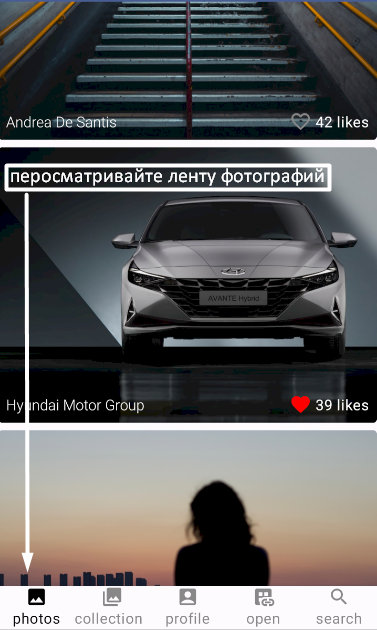 Andrea De Santis
42 likes
перосматривайте ленту фотографий
AVANTE Hybrid
Hyundai Motor Group
39 likes
photos collection profile open search